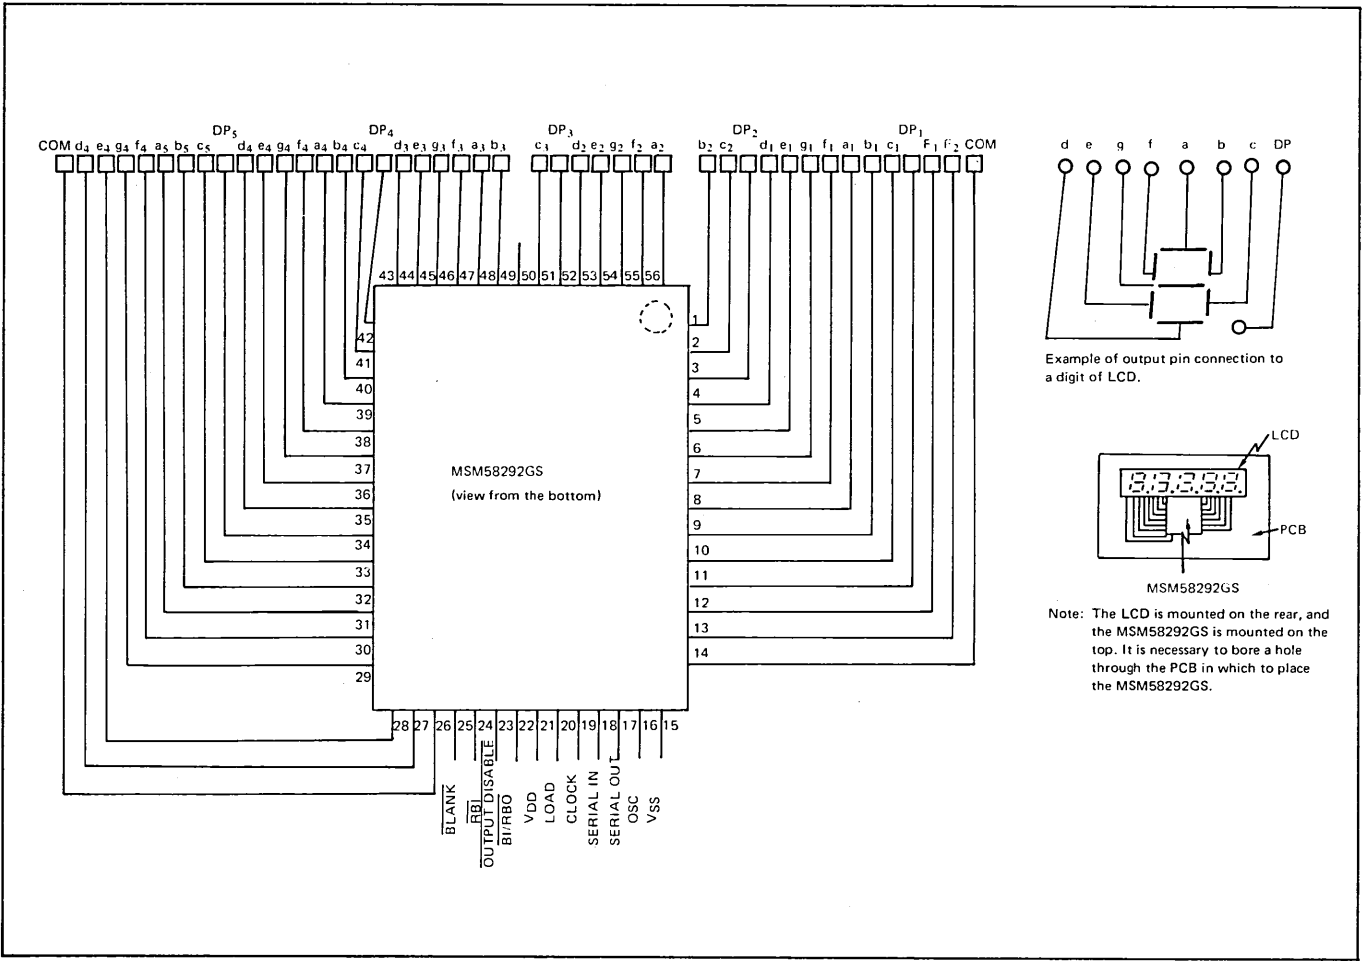 DP5 DP4 DP3 DP2 DP1
COM d4 e4 g4 f4 a5 b5 c5 d4 e4 g4 f4 a4 b4 c4 d3 e3 g3 f3 a3 b3 c3 d2 e2 g2 f2 a2 b2 c2 d1 e1 g1 f1 a1 b1 c1 F1 F2 COM
d e g f a b c DP
43 44 45 46 47 48 49 50 51 52 53 54 55 56
42
41
40
39
38
37
36
35
34
33
32
31
30
29
1
2
3
4
5
6
7
8
9
10
11
12
13
14
MSM58292GS
(view from the bottom)
28 27 26 25 24 23 22 21 20 19 18 17 16 15
BLANK
RBI
OUTPUT DISABLE
BI/RBO
VDD
LOAD
CLOCK
SERIAL IN
SERIAL OUT
OSC
VSS
Example of output pin connection to
a digit of LCD.
LCD
PCB
MSM58292GS
Note: The LCD is mounted on the rear, and
the MSM58292GS is mounted on the
top. It is necessary to bore a hole
through the PCB in which to place
the MSM58292GS.